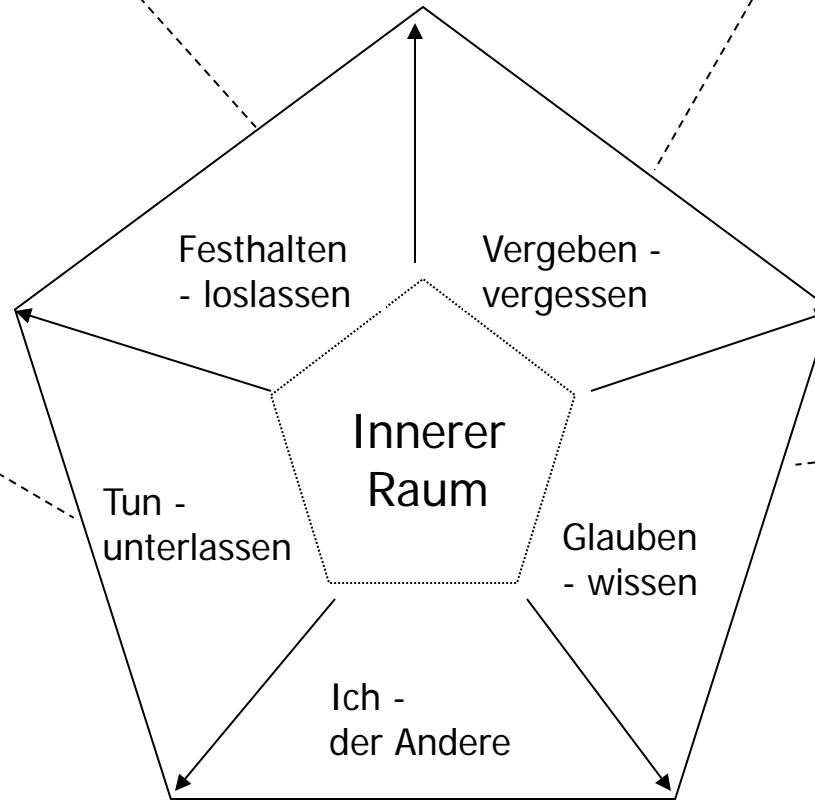 Festhalten
- loslassen
Vergeben -
vergessen
Innerer
Raum
Tun -
unterlassen
Glauben
- wissen
Ich -
der Andere